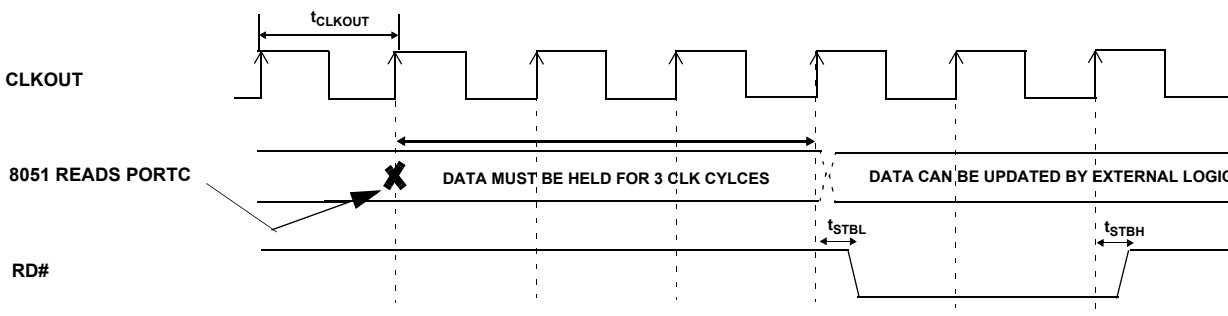 tCLKOUT
CLKOUT
8051 READS PORTC
DATA MUST BE HELD FOR 3 CLK CYLCES
DATA CAN BE UPDATED BY EXTERNAL LOGIC
tSTBL
tSTBH
RD#